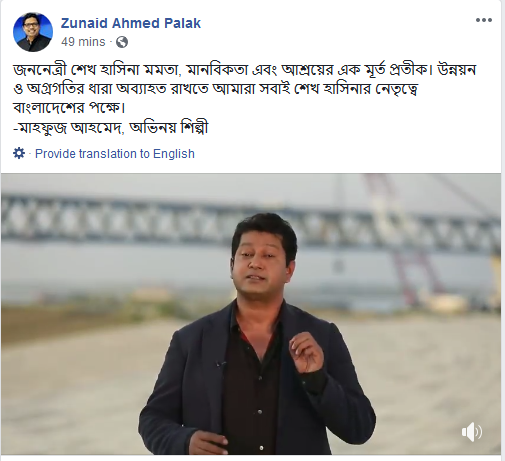 Zunaid Ahmed Palak
49 mins ·
জননেত্রী শেখ হাসিনা মমতা, মানবিকতা এবং আশ্রয়ের এক মূর্ত প্রতীক। উন্নয়ন
ও অগ্রগতির ধারা অব্যাহত রাখতে আমারা সবাই শেখ হাসিনার নেতৃত্বে
বাংলাদেশের পক্ষে।
-মাহফুজ আহমেদ, অভিনয় শিল্পী
· Provide translation to English